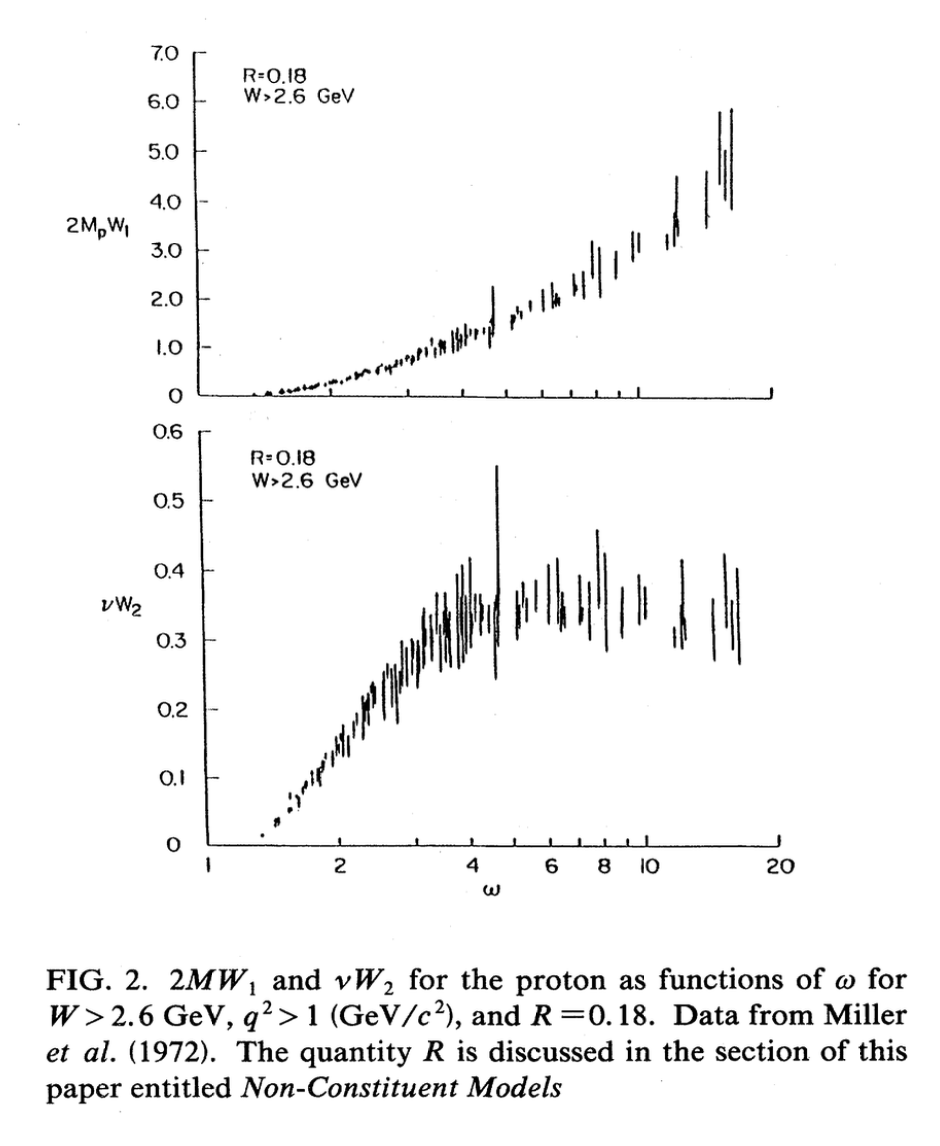 7.0
R=0.18
W>2.6 GeV
6.0
5.0
4.0
2MpW1
3.0
2.0
1.0
0
0.6
R=0.18
W>2.6 GeV
0.5
0.4
νW2
0.3
0.2
0.1
0
1 2 4 6 8 10 20
ω
FIG. 2. 2MW₁ and νW₂ for the proton as functions of ω for
W > 2.6 GeV, q² > 1 (GeV/c²), and R = 0.18. Data from Miller
et al. (1972). The quantity R is discussed in the section of this
paper entitled Non-Constituent Models